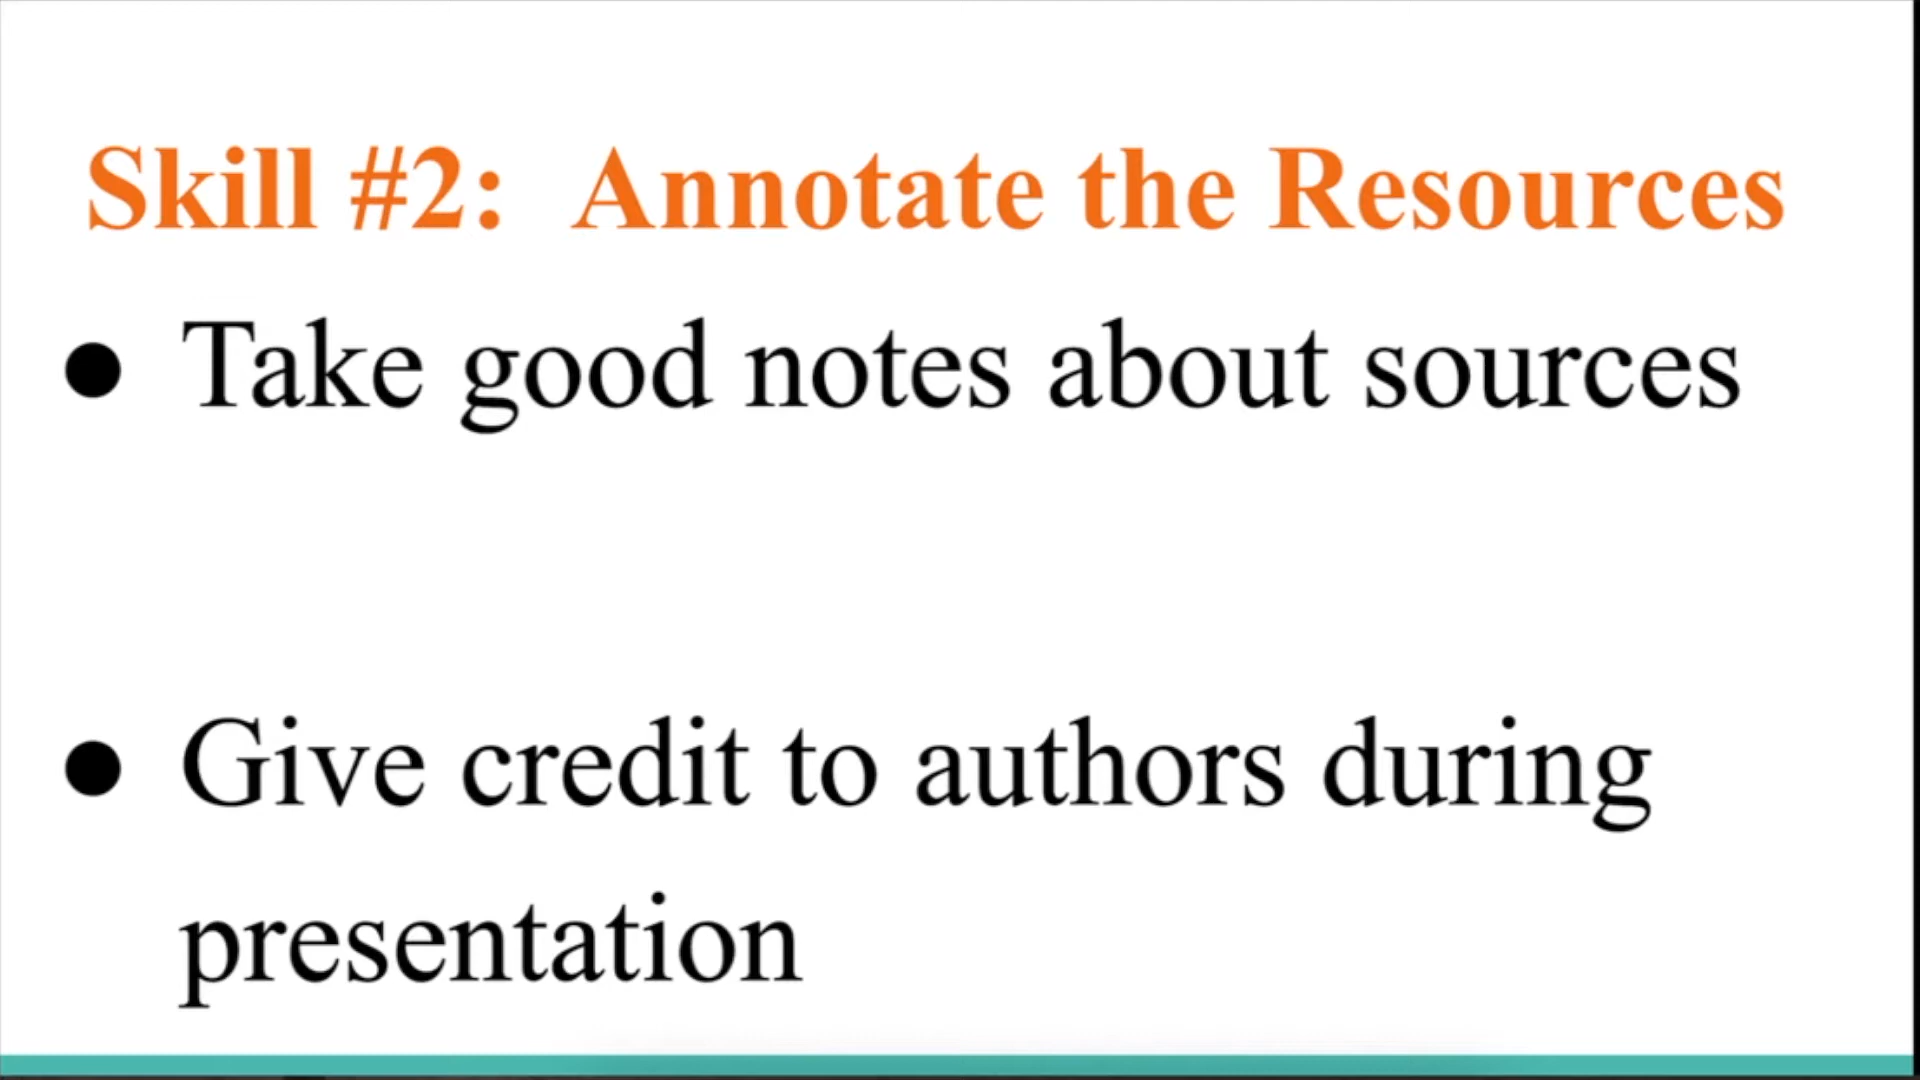 Skill #2:  Annotate the Resources
● Take good notes about sources
● Give credit to authors during
presentation